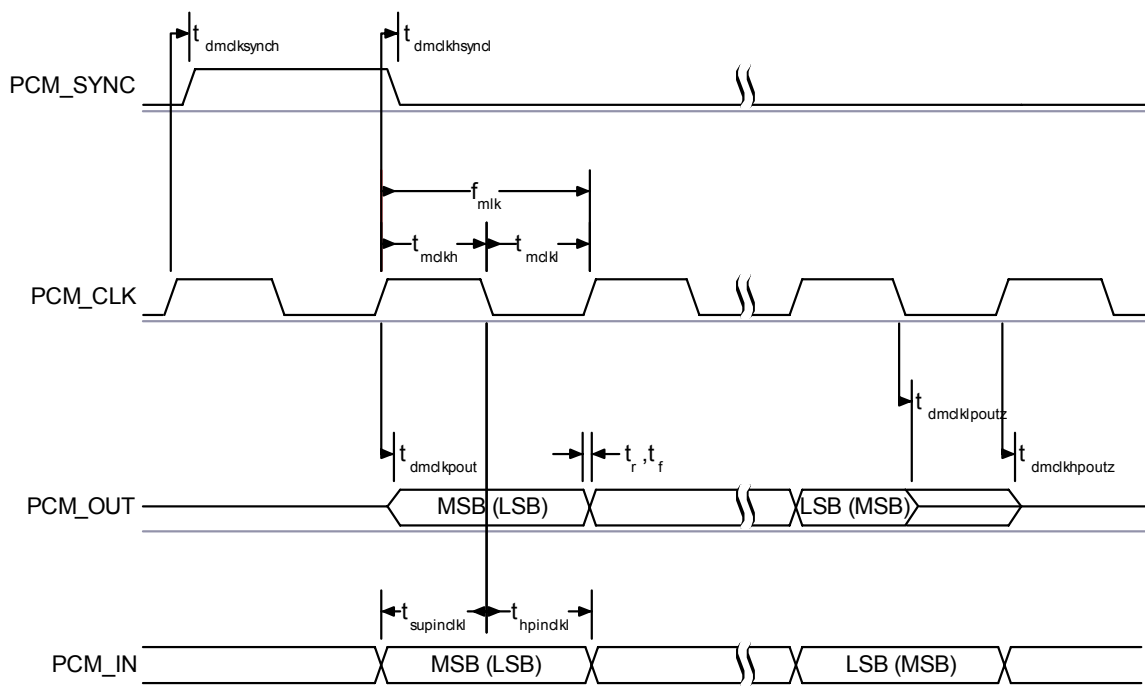 t dmclksynch
t dmclkhsyncl
PCM_SYNC
f mlk
t mclkh
t mclkl
PCM_CLK
t dmclklpoutz
t dmclkpout
t r ,t f
t dmclkhpoutz
PCM_OUT
MSB (LSB)
LSB (MSB)
t supinclkl
t hpinclkl
PCM_IN
MSB (LSB)
LSB (MSB)